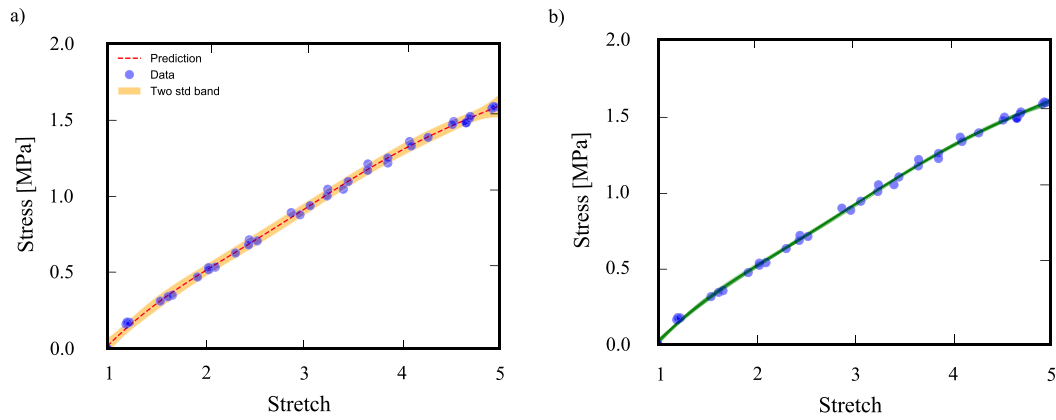 a)
2.0
1.5
1.0
0.5
0.0
Stress [MPa]
Prediction
Data
Two std band
1 2 3 4 5
Stretch
b)
2.0
1.5
1.0
0.5
0.0
Stress [MPa]
1 2 3 4 5
Stretch